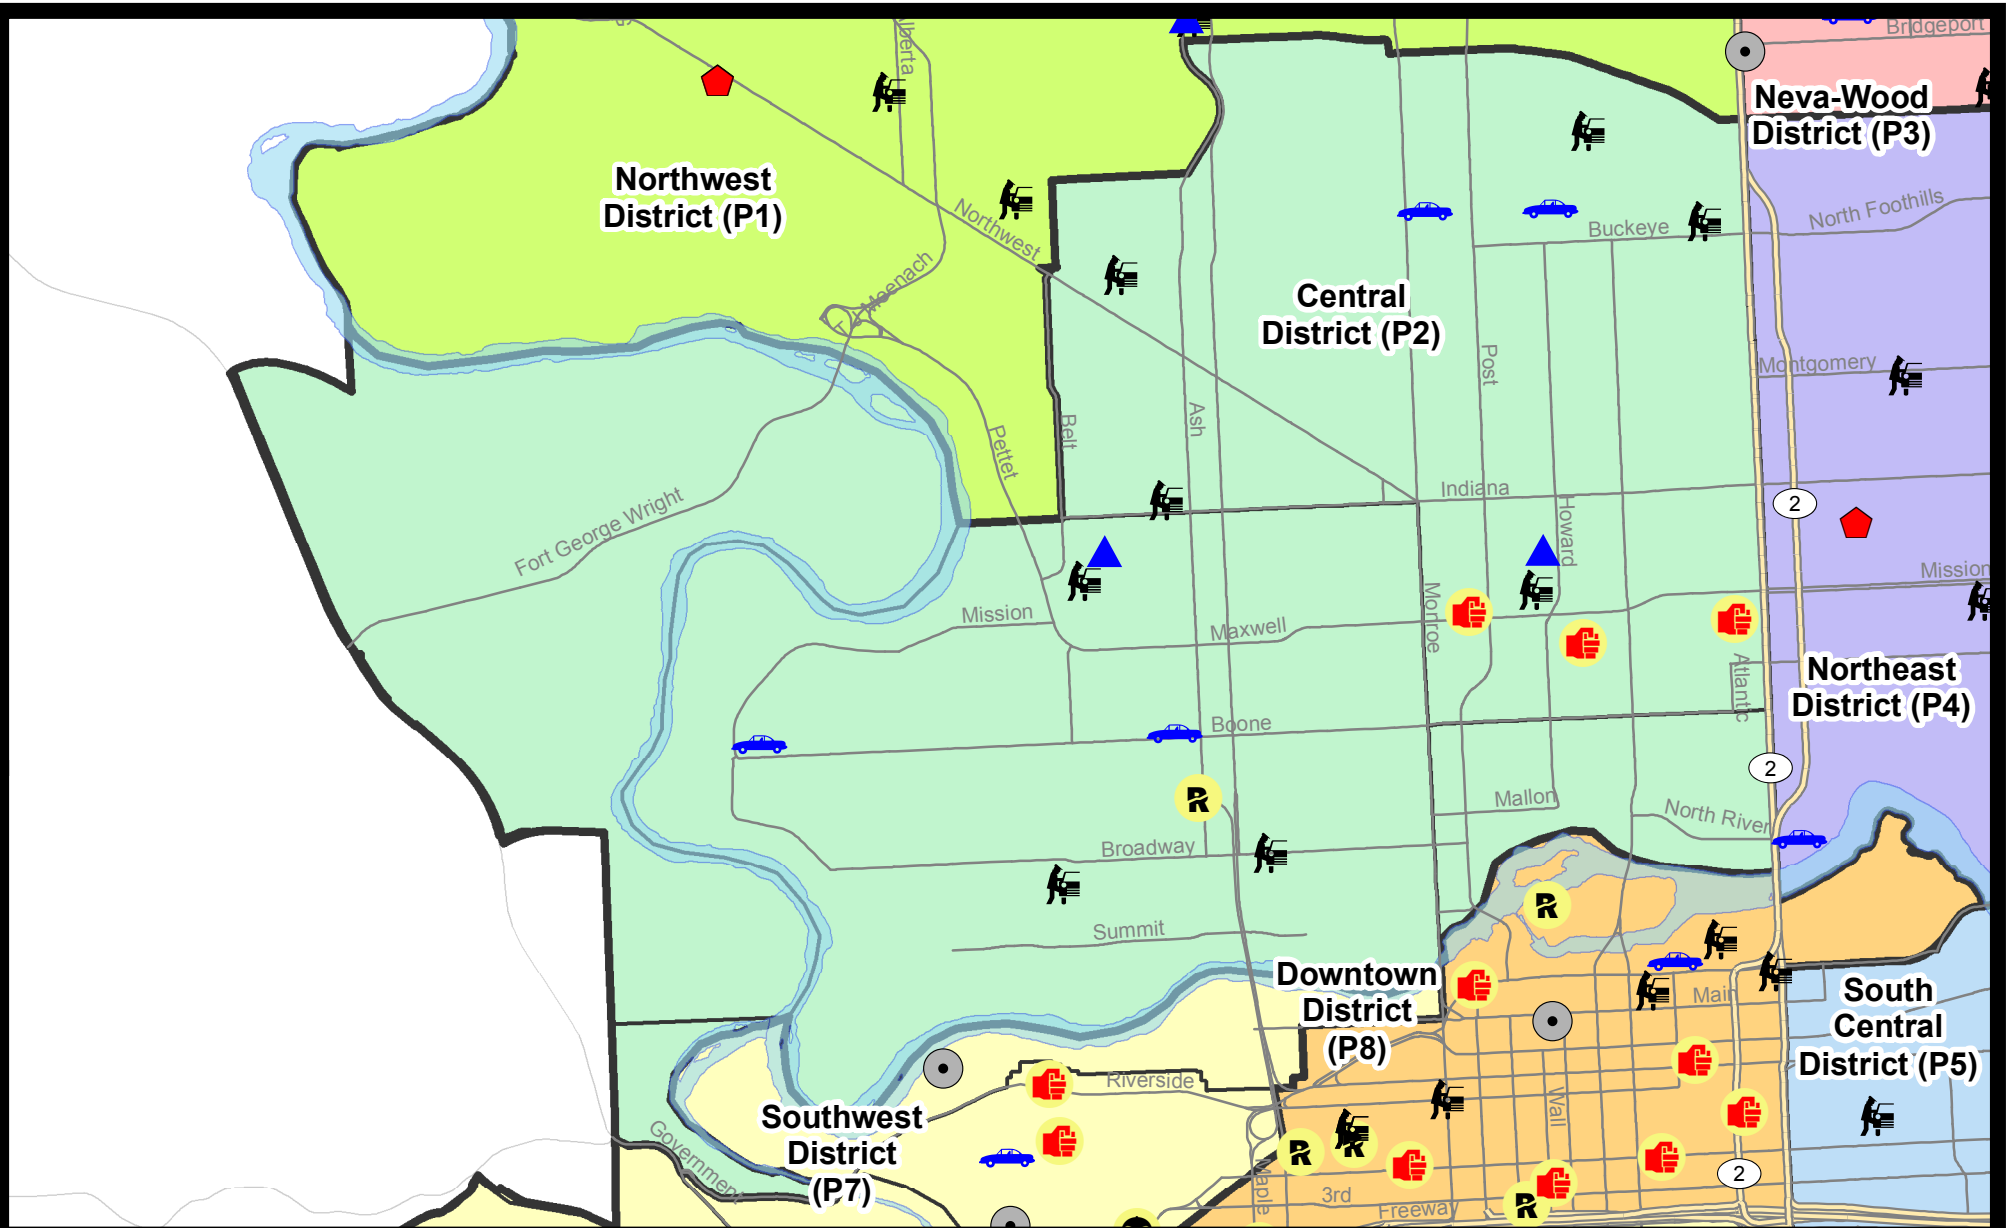 Alberta
Bridgeport
Neva-Wood
District (P3)
Northwest
District (P1)
Northwest
North Foothills
Buckeye
T J Meenach
Central
District (P2)
Post
Montgomery
Belt
Ash
Pettet
Indiana
2
Howard
Fort George Wright
Mission
Mission
Maxwell
Monroe
Atlantic
Northeast
District (P4)
Boone
2
Mallon
North River
R
Broadway
R
Summit
Downtown
District
(P8)
Main
South
Central
District (P5)
Riverside
Wall
Southwest
District
(P7)
Government
R
R
Maple
3rd
2
R
Freeway